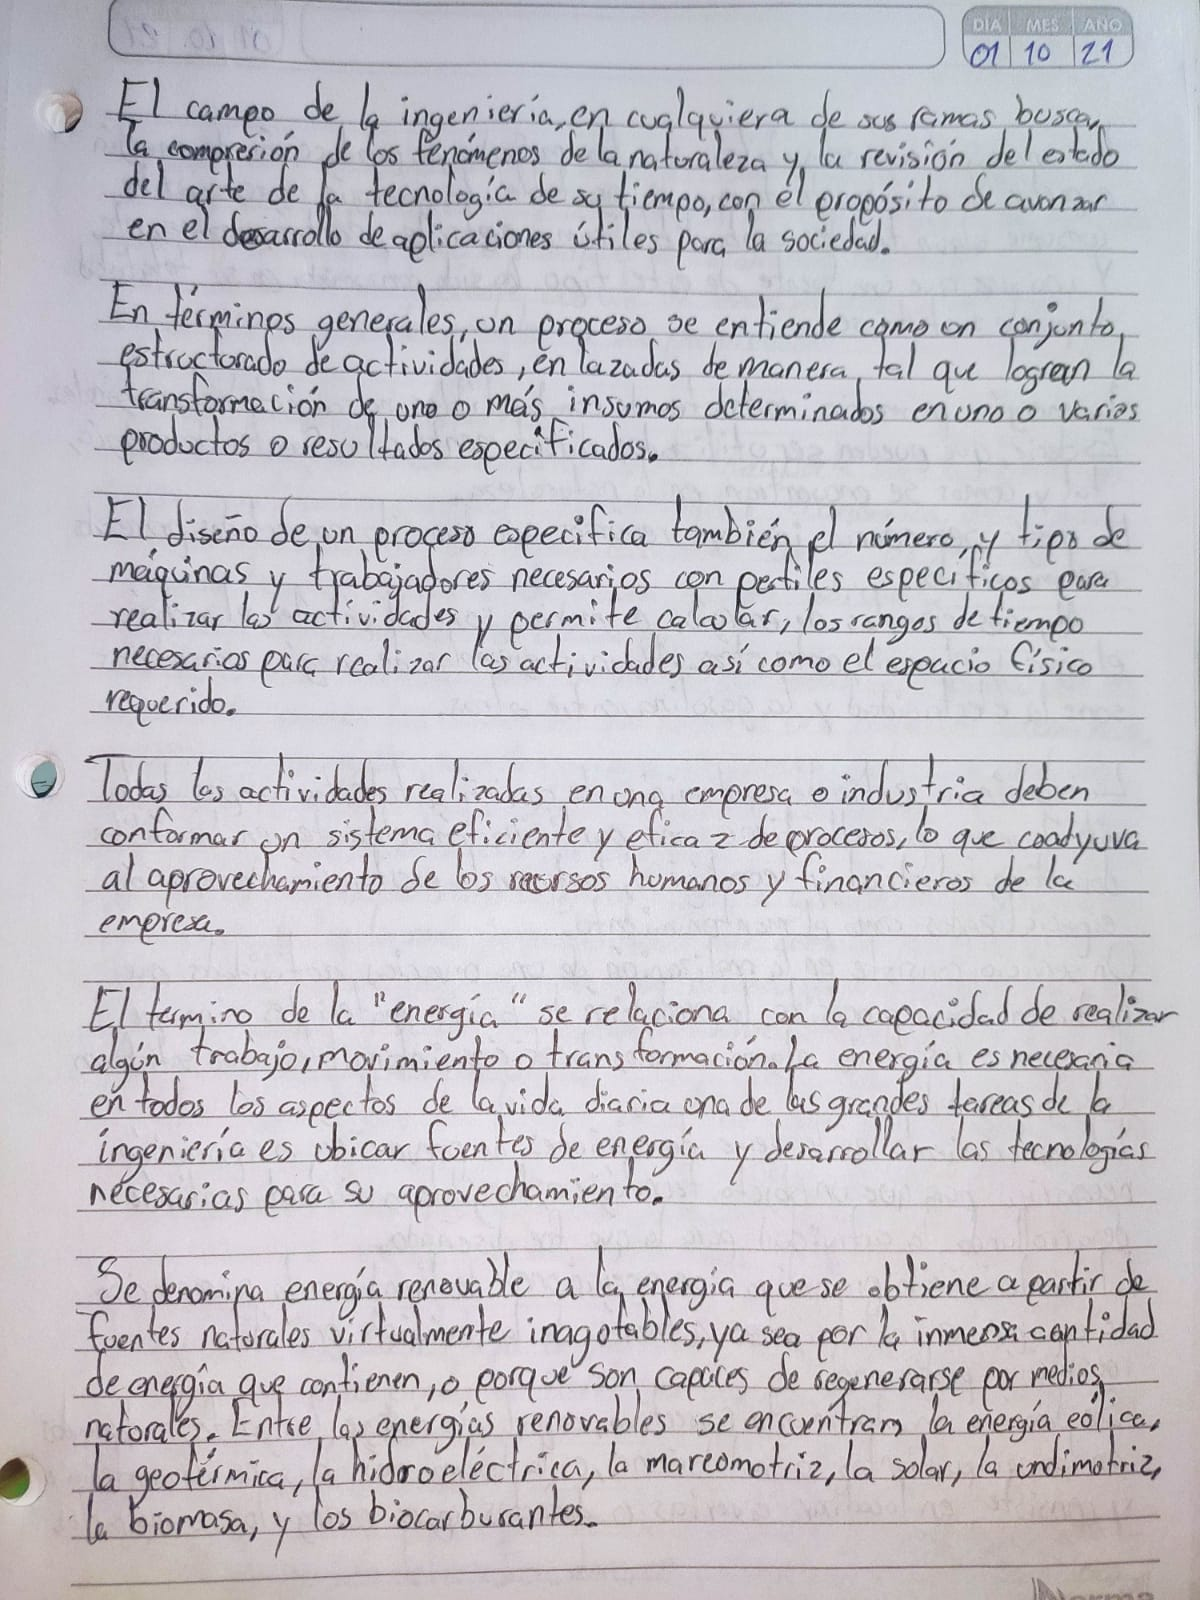 DÍA MES AÑO
01 10 21
El campo de la ingeniería, en cualquiera de sus ramas, busca,
la compresión de los fenómenos de la naturaleza y la revisión del estado
del arte de la tecnología de su tiempo, con el propósito de avanzar
en el desarrollo de aplicaciones útiles para la sociedad.
En términos generales, un proceso se entiende como un conjunto
estructurado de actividades, enlazadas de manera tal que logran la
transformación de uno o más insumos determinados en uno o varios
productos o resultados especificados.
El diseño de un proceso especifica también el número, y tipo de
máquinas y trabajadores necesarios con perfiles específicos para
realizar las actividades y permite calcular, los rangos de tiempo
necesarios para realizar las actividades así como el espacio físico
requerido.
Todas las actividades realizadas en una empresa o industria deben
conformar un sistema eficiente y eficaz de procesos, lo que coadyuva
al aprovechamiento de los recursos humanos y financieros de la
empresa.
El termino de la "energía" se relaciona con la capacidad de realizar
algún trabajo, movimiento o transformación. La energía es necesaria
en todos los aspectos de la vida diaria una de las grandes tareas de la
ingeniería es ubicar fuentes de energía y desarrollar las tecnologías
necesarias para su aprovechamiento.
Se denomina energía renovable a la energía que se obtiene a partir de
fuentes naturales virtualmente inagotables, ya sea por la inmensa cantidad
de energía que contienen, o porque son capaces de regenerarse por medios
naturales. Entre las energías renovables se encuentran la energía eólica,
la geotérmica, la hidroeléctrica, la mareomotriz, la solar, la undimotriz,
la biomasa, y los biocarburantes.